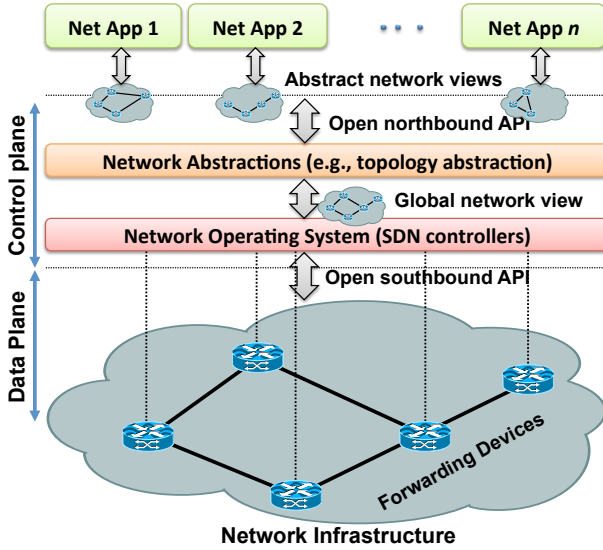 Net App 1
Net App 2
Net App n
Abstract network views
Open northbound API
Network Abstractions (e.g., topology abstraction)
Global network view
Network Operating System (SDN controllers)
Open southbound API
Control plane
Data Plane
Forwarding Devices
Network Infrastructure